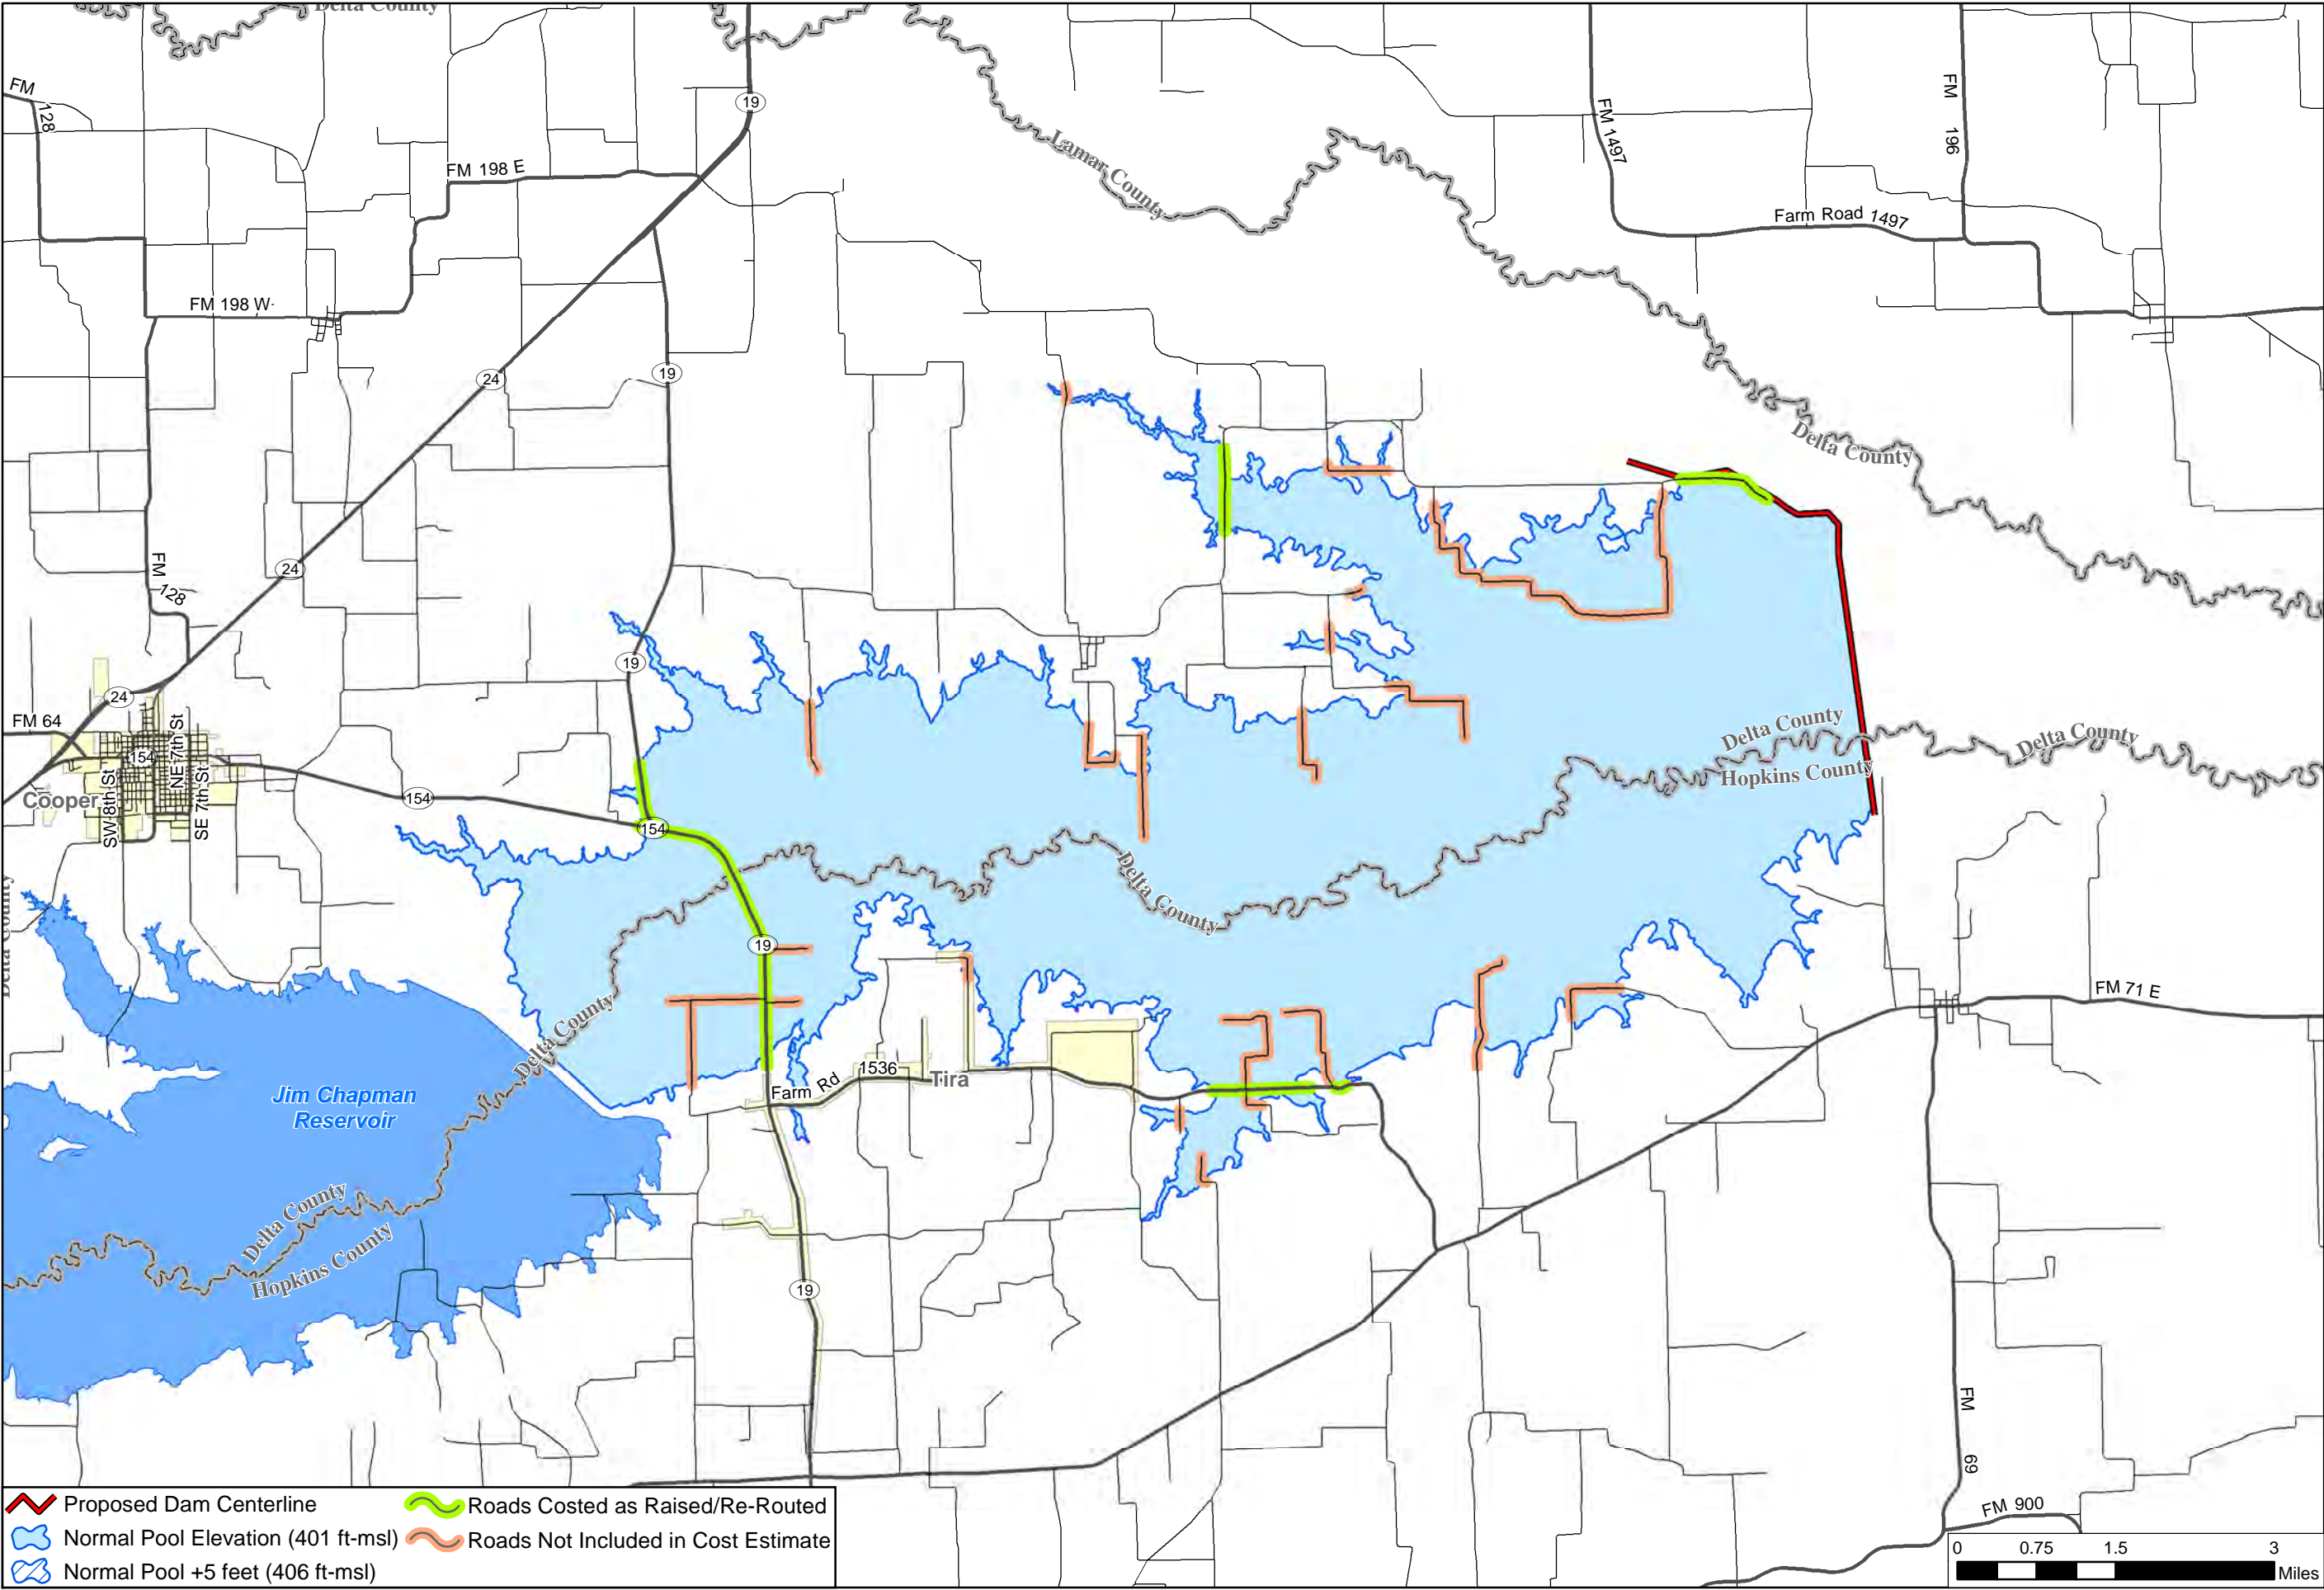 Delta County
19
FM
128
FM 1497
FM
196
Lamar County
FM 198 E
Farm Road 1497
FM 198 W
24
19
Delta County
FM
128
24
19
24
FM 64
NE 7th St
154
SW 8th St
SE 7th St
Cooper
154
154
Delta County
Hopkins County
Delta County
Delta County
Delta County
19
Delta County
FM 71 E
Jim Chapman
Reservoir
Farm Rd
1536
Tira
Delta County
Hopkins County
19
FM
69
FM 900
Proposed Dam Centerline
Normal Pool Elevation (401 ft-msl)
Normal Pool +5 feet (406 ft-msl)
Roads Costed as Raised/Re-Routed
Roads Not Included in Cost Estimate
0 0.75 1.5 3
Miles